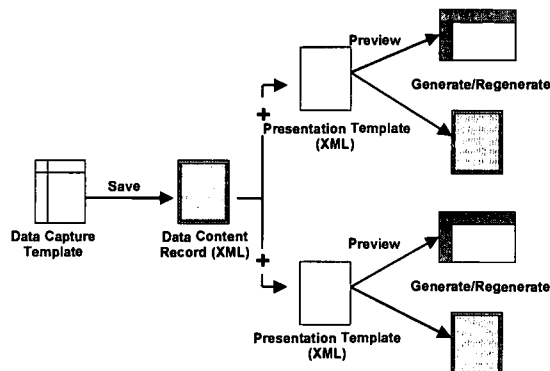 Preview
Generate/Regenerate
+
Presentation Template
(XML)
Save
Data Capture
Template
Data Content
Record (XML)
Preview
+
Generate/Regenerate
Presentation Template
(XML)